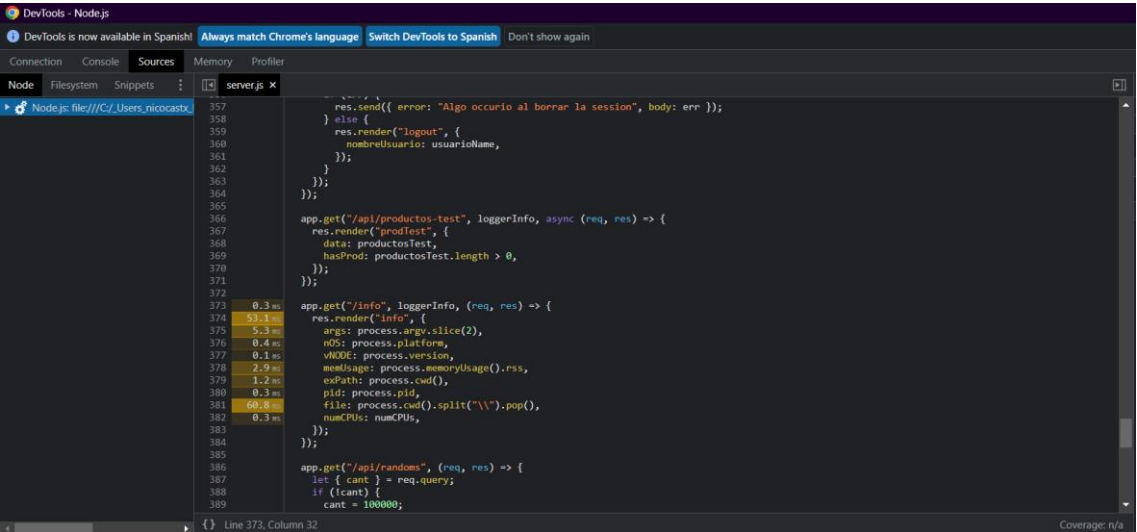 DevTools - Node.js
DevTools is now available in Spanish! Always match Chrome's language Switch DevTools to Spanish Don't show again
Connection Console Sources Memory Profiler
Node Filesystem Snippets server.js ×
Node.js: file:///C:/_Users_nicocastx_
357 res.send({ error: "Algo occurio al borrar la session", body: err });
358 } else {
359 res.render("logout", {
360 nombreUsuario: usuarioName,
361 });
362 }
363 });
364 });
365
366 app.get("/api/productos-test", loggerInfo, async (req, res) => {
367 res.render("prodTest", {
368 data: productosTest,
369 hasProd: productosTest.length > 0,
370 });
371 });
372
373 0.3 ms app.get("/info", loggerInfo, (req, res) => {
374 53.1 ms res.render("info", {
375 5.3 ms args: process.argv.slice(2),
376 0.4 ms nOS: process.platform,
377 0.1 ms vNODE: process.version,
378 2.9 ms memUsage: process.memoryUsage().rss,
379 1.2 ms exPath: process.cwd(),
380 0.3 ms pid: process.pid,
381 60.8 ms file: process.cwd().split("\\").pop(),
382 0.3 ms numCPUs: numCPUs,
383 });
384 });
385
386 app.get("/api/randoms", (req, res) => {
387 let { cant } = req.query;
388 if (!cant) {
389 cant = 100000;
{} Line 373, Column 32 Coverage: n/a